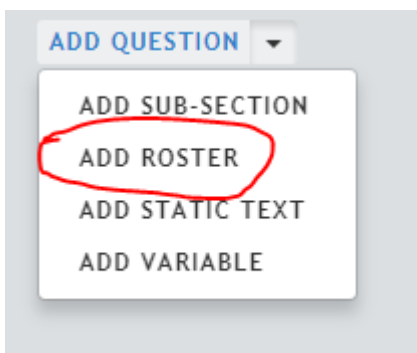 ADD QUESTION
ADD SUB-SECTION
ADD ROSTER
ADD STATIC TEXT
ADD VARIABLE